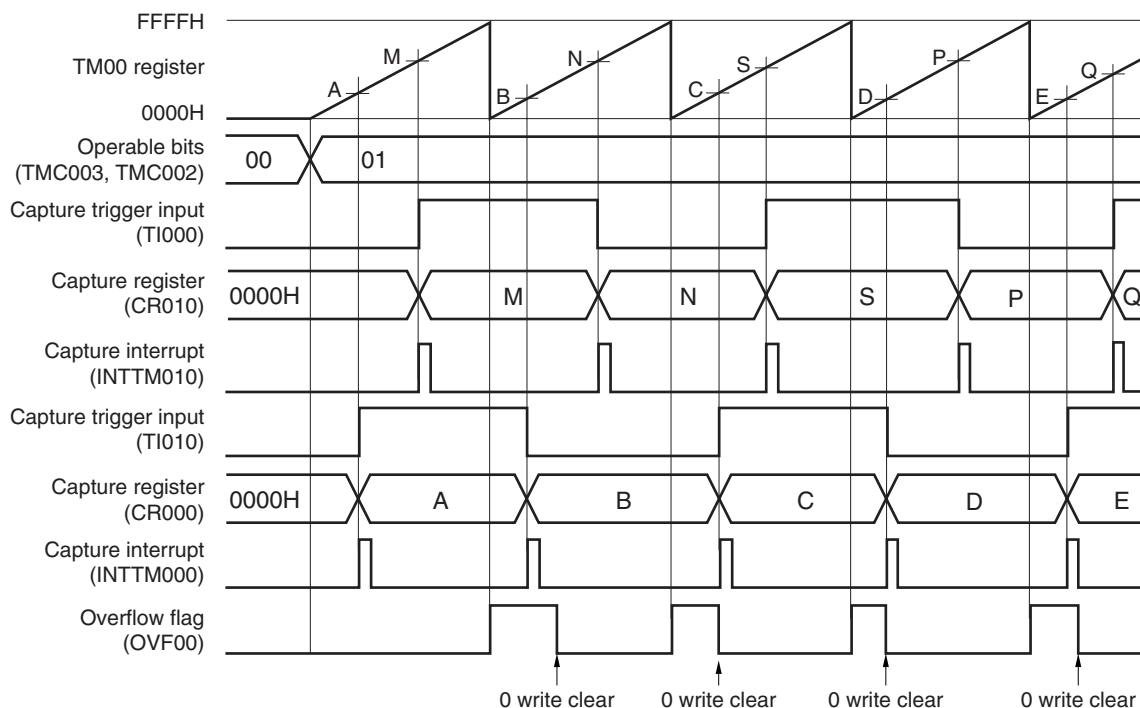 FFFFH
TM00 register
0000H
A
M
B
N
C
S
D
P
E
Q
Operable bits
(TMC003, TMC002)
00
01
Capture trigger input
(TI000)
Capture register
(CR010)
0000H
M
N
S
P
Q
Capture interrupt
(INTTM010)
Capture trigger input
(TI010)
Capture register
(CR000)
0000H
A
B
C
D
E
Capture interrupt
(INTTM000)
Overflow flag
(OVF00)
0 write clear
0 write clear
0 write clear
0 write clear